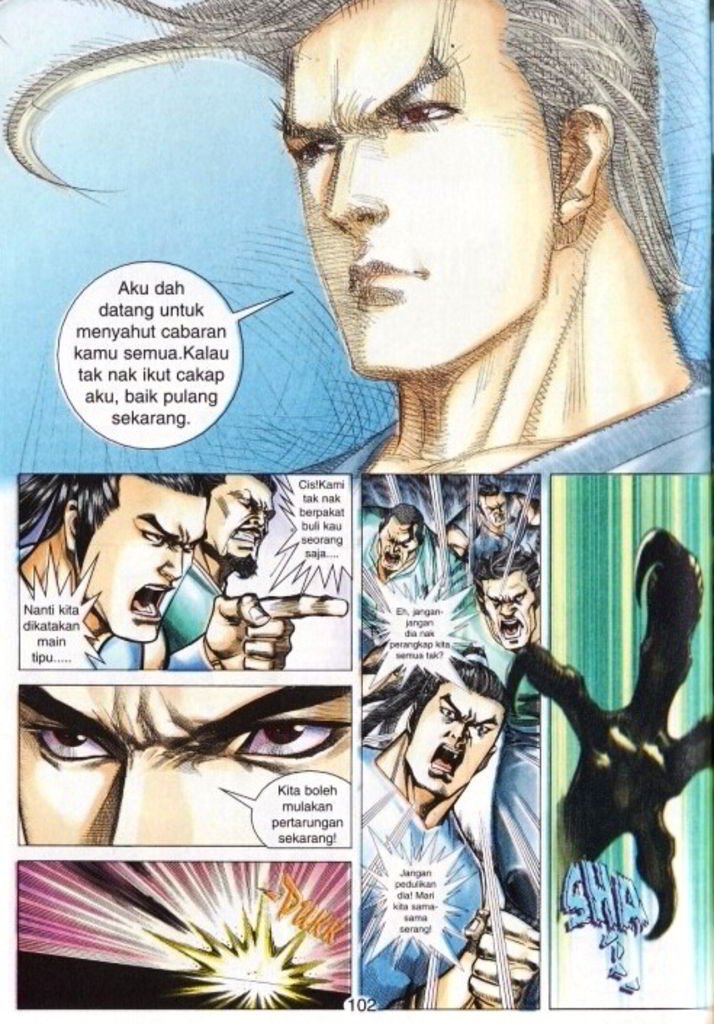 Aku dah
datang untuk
menyahut cabaran
kamu semua.Kalau
tak nak ikut cakap
aku, baik pulang
sekarang.
Cis!Kami
tak nak
berpakat
buli kau
seorang
saja....
Nanti kita
dikatakan
main
tipu.....
Kita boleh
mulakan
pertarungan
sekarang!
Eh, jangan-
jangan
dia nak
perangkap kita
semua tak?
Jangan
pedulikan
dia! Mari
kita sama-
sama
serang!
102